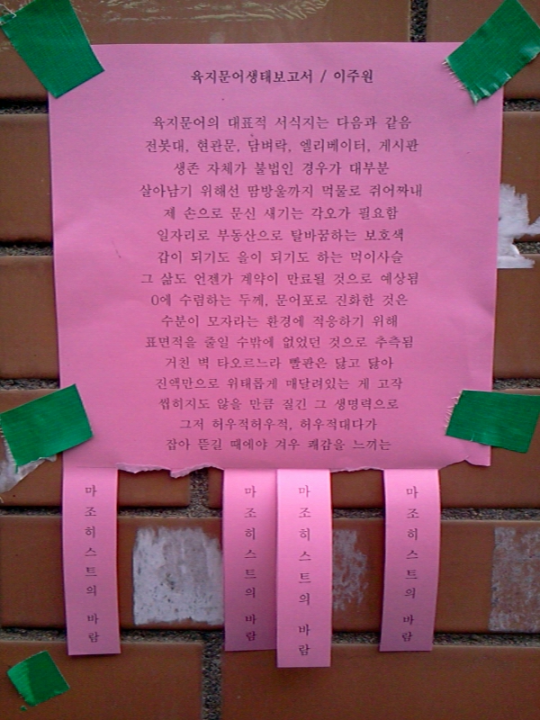 육지문어생태보고서 / 이주원
육지문어의 대표적 서식지는 다음과 같음
전봇대, 현관문, 담벼락, 엘리베이터, 게시판
생존 자체가 불법인 경우가 대부분
살아남기 위해선 땀방울까지 먹물로 쥐어짜내
제 손으로 문신 새기는 각오가 필요함
일자리로 부동산으로 탈바꿈하는 보호색
갑이 되기도 을이 되기도 하는 먹이사슬
그 삶도 언젠가 계약이 만료될 것으로 예상됨
0에 수렴하는 두께, 문어포로 진화한 것은
수분이 모자라는 환경에 적응하기 위해
표면적을 줄일 수밖에 없었던 것으로 추측됨
거친 벽 타오르느라 빨판은 닳고 닳아
진액만으로 위태롭게 매달려있는 게 고작
씹히지도 않을 만큼 질긴 그 생명력으로
그저 허우적허우적, 허우적대다가
잡아 뜯길 때에야 겨우 쾌감을 느끼는
마조히스트의 바람
마조히스트의 바람
마조히스트의 바람
마조히스트의 바람